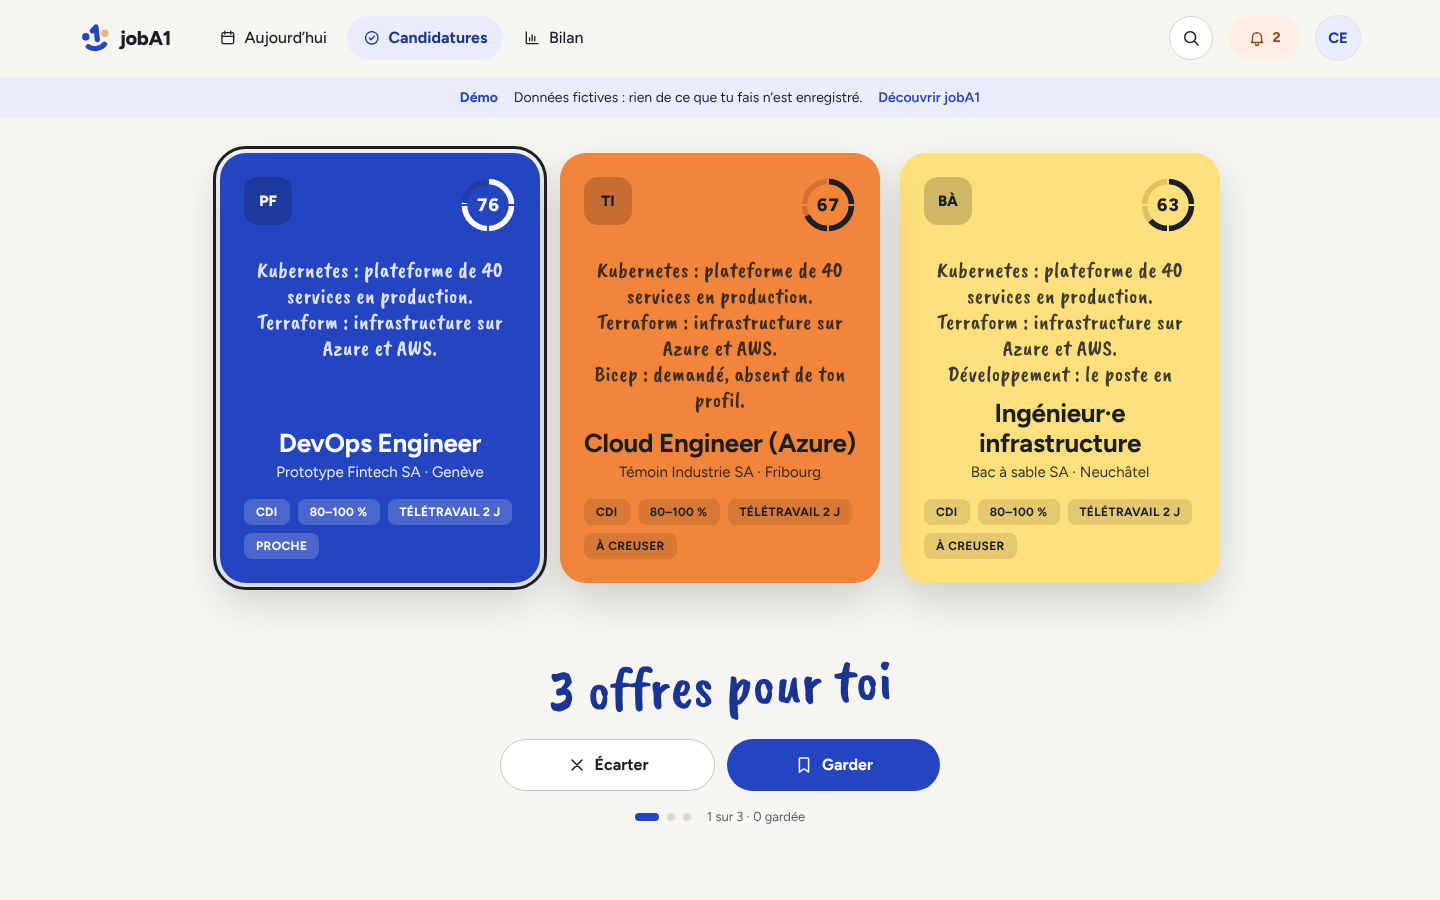 jobA1
Aujourd'hui
Candidatures
Bilan
2
CE
Démo Données fictives : rien de ce que tu fais n'est enregistré. Découvrir jobA1
PF
76
Kubernetes : plateforme de 40
services en production.
Terraform : infrastructure sur
Azure et AWS.
DevOps Engineer
Prototype Fintech SA · Genève
CDI
80–100 %
TÉLÉTRAVAIL 2 J
PROCHE
TI
67
Kubernetes : plateforme de 40
services en production.
Terraform : infrastructure sur
Azure et AWS.
Bicep : demandé, absent de ton
profil.
Cloud Engineer (Azure)
Témoin Industrie SA · Fribourg
CDI
80–100 %
TÉLÉTRAVAIL 2 J
À CREUSER
BÀ
63
Kubernetes : plateforme de 40
services en production.
Terraform : infrastructure sur
Azure et AWS.
Développement : le poste en
Ingénieur·e
infrastructure
Bac à sable SA · Neuchâtel
CDI
80–100 %
TÉLÉTRAVAIL 2 J
À CREUSER
3 offres pour toi
Écarter
Garder
1 sur 3 · 0 gardée